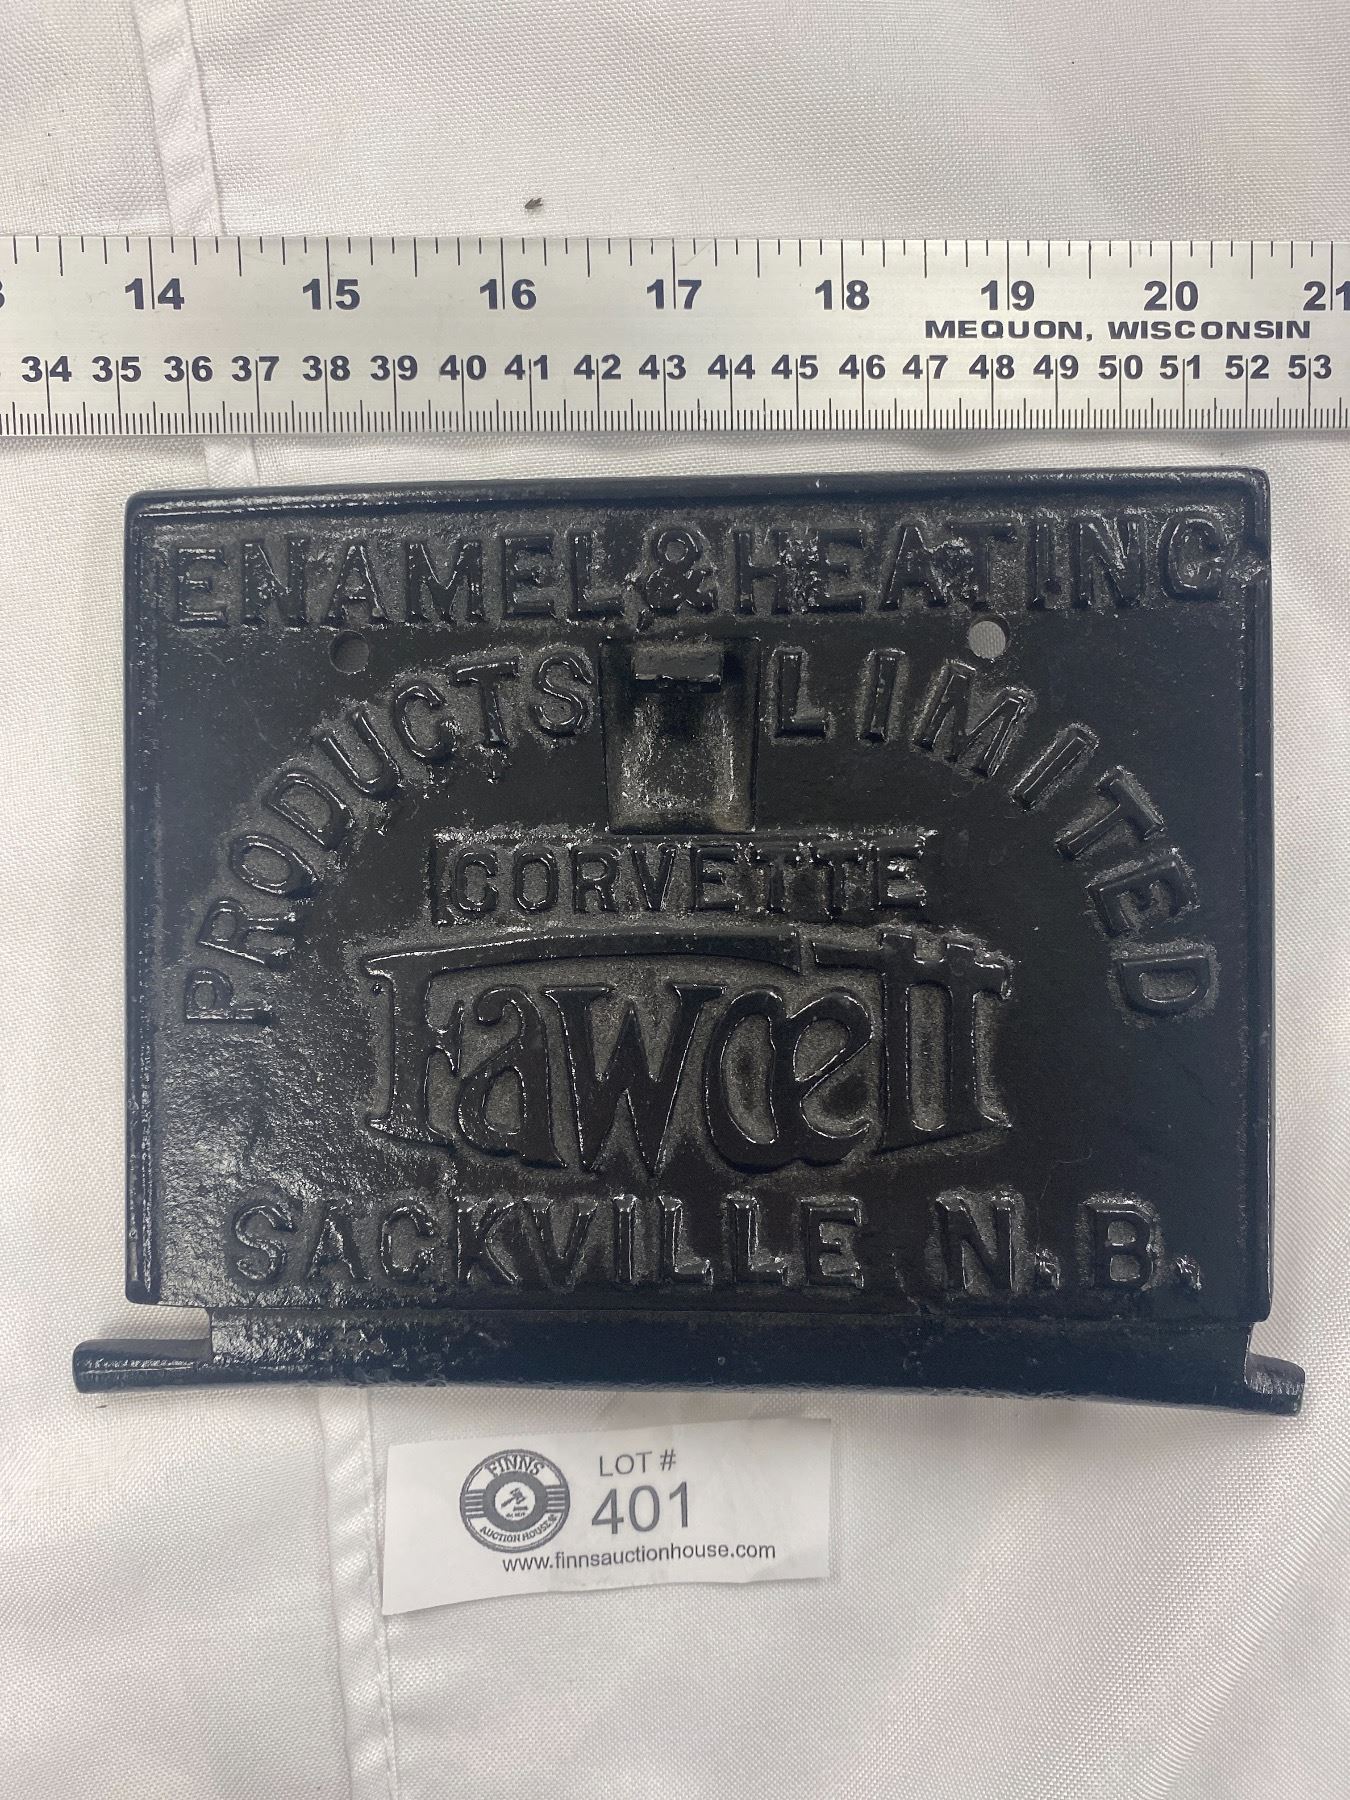 14 15 16 17 18 19 20 21
MEQUON, WISCONSIN
34 35 36 37 38 39 40 41 42 43 44 45 46 47 48 49 50 51 52 53
ENAMEL & HEATING
PRODUCTS LIMITED
CORVETTE
Fawcett
SACKVILLE N.B.
FINNS
AUCTION HOUSE
LOT #
401
www.finnsauctionhouse.com